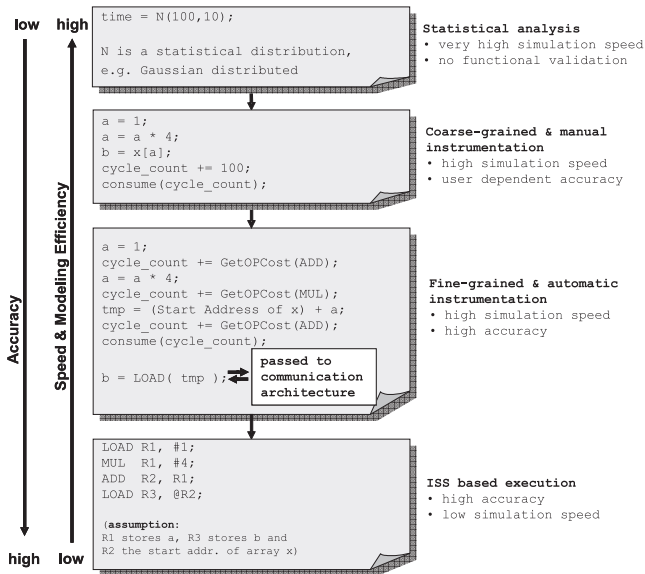 low
high
Accuracy
Speed & Modeling Efficiency
high
low
time = N(100,10);
N is a statistical distribution,
e.g. Gaussian distributed
Statistical analysis
• very high simulation speed
• no functional validation
a = 1;
a = a * 4;
b = x[a];
cycle_count += 100;
consume(cycle_count);
Coarse-grained & manual
instrumentation
• high simulation speed
• user dependent accuracy
a = 1;
cycle_count += GetOPCost(ADD);
a = a * 4;
cycle_count += GetOPCost(MUL);
tmp = (Start Address of x) + a;
cycle_count += GetOPCost(ADD);
consume(cycle_count);
b = LOAD( tmp );
passed to
communication
architecture
Fine-grained & automatic
instrumentation
• high simulation speed
• high accuracy
LOAD R1, #1;
MUL R1, #4;
ADD R2, R1;
LOAD R3, @R2;
(assumption:
R1 stores a, R3 stores b and
R2 the start addr. of array x)
ISS based execution
• high accuracy
• low simulation speed